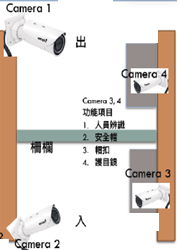 Camera 1
出
Camera 4
Camera 3, 4
功能項目
1. 人員辨識
2. 安全帽
3. 帽扣
4. 護目鏡
柵欄
Camera 3
入
Camera 2